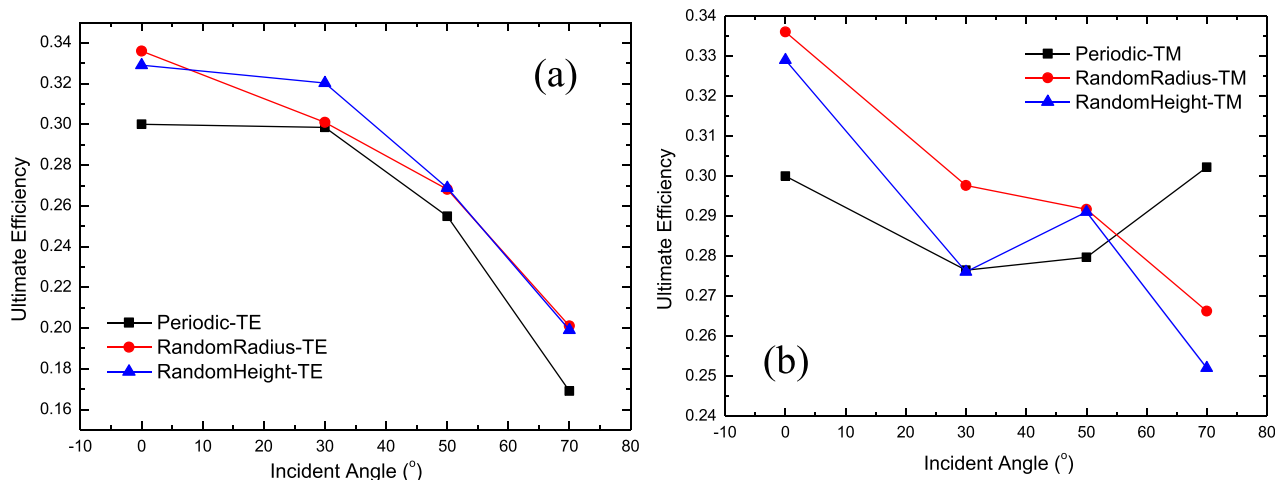 0.34
0.32
0.30
0.28
0.26
0.24
0.22
0.20
0.18
0.16
Ultimate Efficiency
(a)
Periodic-TE
RandomRadius-TE
RandomHeight-TE
-10 0 10 20 30 40 50 60 70 80
Incident Angle (°)
0.34
0.33
0.32
0.31
0.30
0.29
0.28
0.27
0.26
0.25
0.24
Ultimate Efficiency
Periodic-TM
RandomRadius-TM
RandomHeight-TM
(b)
-10 0 10 20 30 40 50 60 70 80
Incident Angle (°)